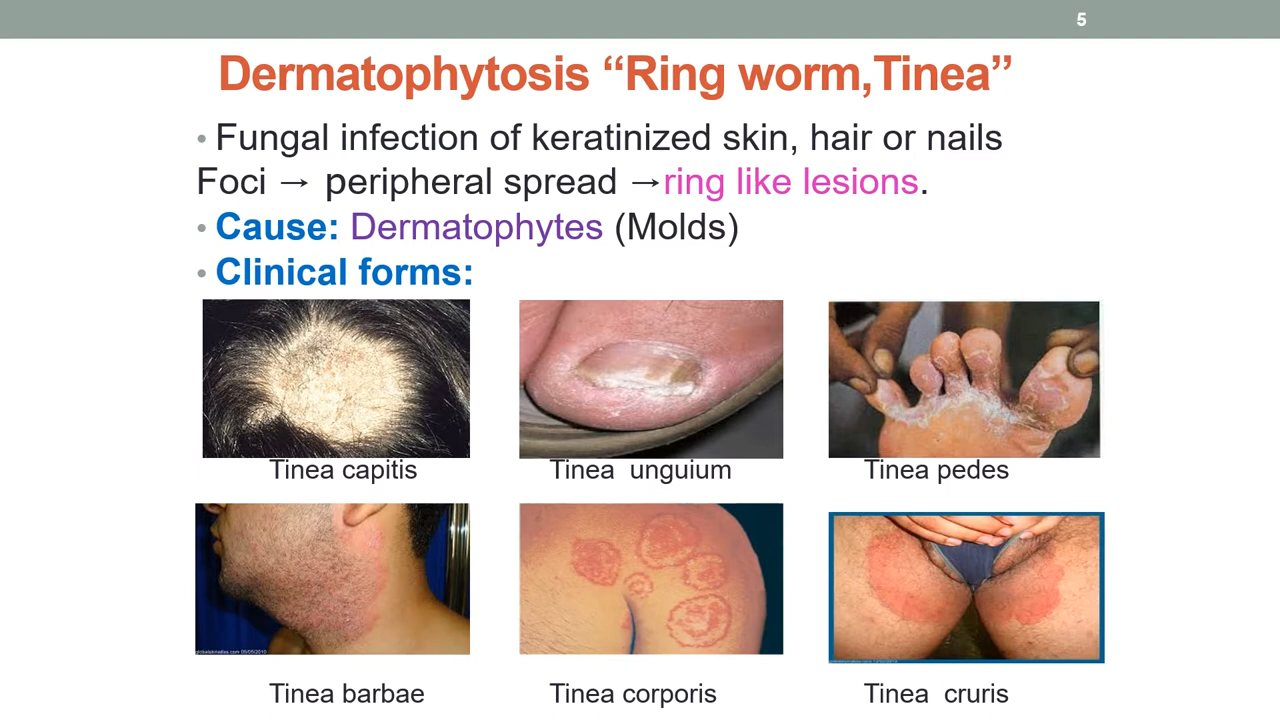 5
Dermatophytosis “Ring worm,Tinea”
• Fungal infection of keratinized skin, hair or nails
Foci → peripheral spread →ring like lesions.
• Cause: Dermatophytes (Molds)
• Clinical forms:
Tinea capitis
Tinea unguium
Tinea pedes
Tinea barbae
Tinea corporis
Tinea cruris